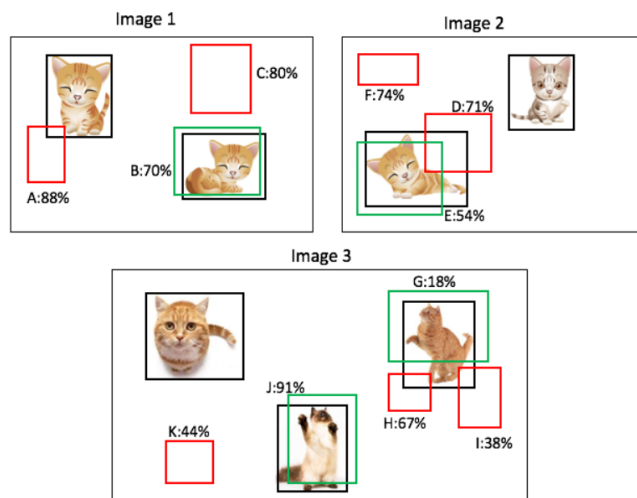 Image 1
C:80%
B:70%
A:88%
Image 2
F:74%
D:71%
E:54%
Image 3
G:18%
J:91%
H:67%
K:44%
I:38%